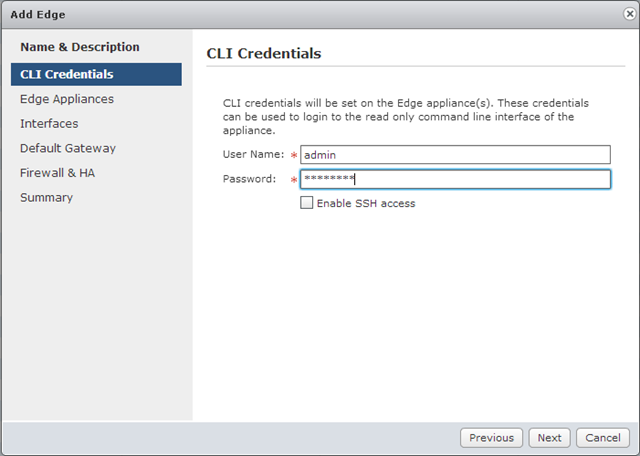 Add Edge
Name & Description
CLI Credentials
Edge Appliances
Interfaces
Default Gateway
Firewall & HA
Summary
CLI Credentials
CLI credentials will be set on the Edge appliance(s). These credentials
can be used to login to the read only command line interface of the
appliance.
User Name: * admin
Password: * ********
Enable SSH access
Previous Next Cancel